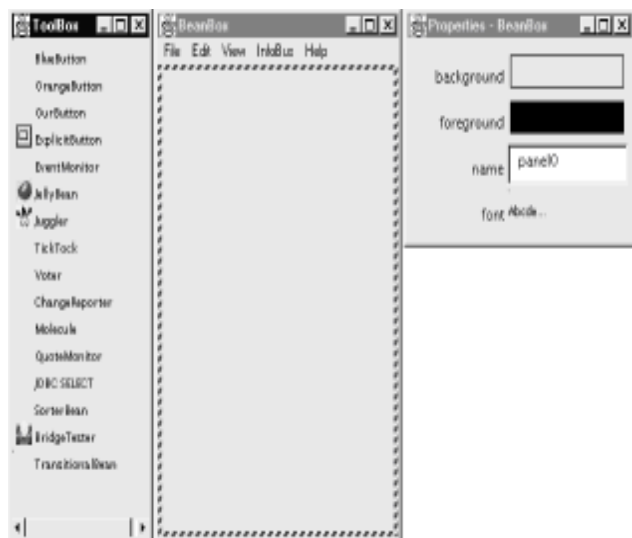 ToolBox
BlueButton
OrangeButton
OurButton
ExplicitButton
EventMonitor
JellyBean
Juggler
TickTock
Voter
ChangeReporter
Molecule
QuoteMonitor
JDBC SELECT
SorterBean
BridgeTester
TransitionalBean
BeanBox
File Edit View InfoBus Help
Properties - BeanBox
background
foreground
name panel0
font Abcde...